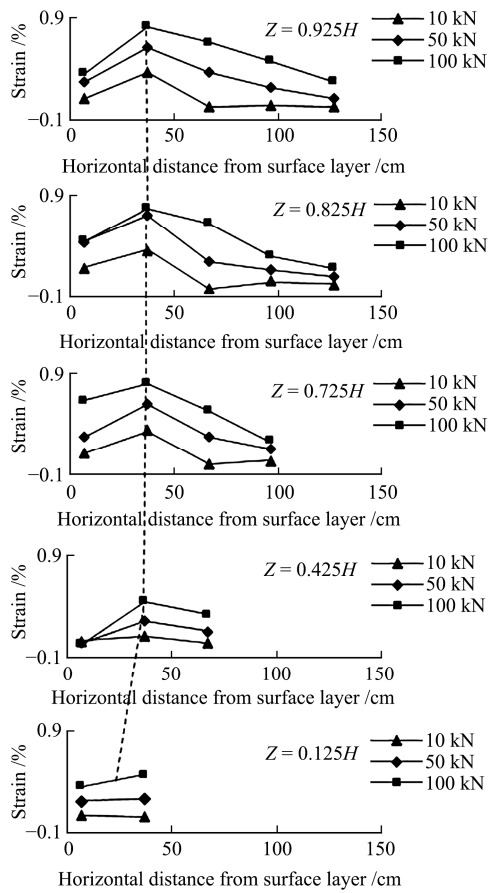 0.9
Strain /%
−0.1
Z = 0.925H
10 kN
50 kN
100 kN
0 50 100 150
Horizontal distance from surface layer /cm
0.9
Strain /%
−0.1
Z = 0.825H
10 kN
50 kN
100 kN
0 50 100 150
Horizontal distance from surface layer /cm
0.9
Strain /%
−0.1
Z = 0.725H
10 kN
50 kN
100 kN
0 50 100 150
Horizontal distance from surface layer /cm
0.9
Strain /%
−0.1
Z = 0.425H
10 kN
50 kN
100 kN
0 50 100 150
Horizontal distance from surface layer /cm
0.9
Strain /%
−0.1
Z = 0.125H
10 kN
50 kN
100 kN
0 50 100 150
Horizontal distance from surface layer /cm